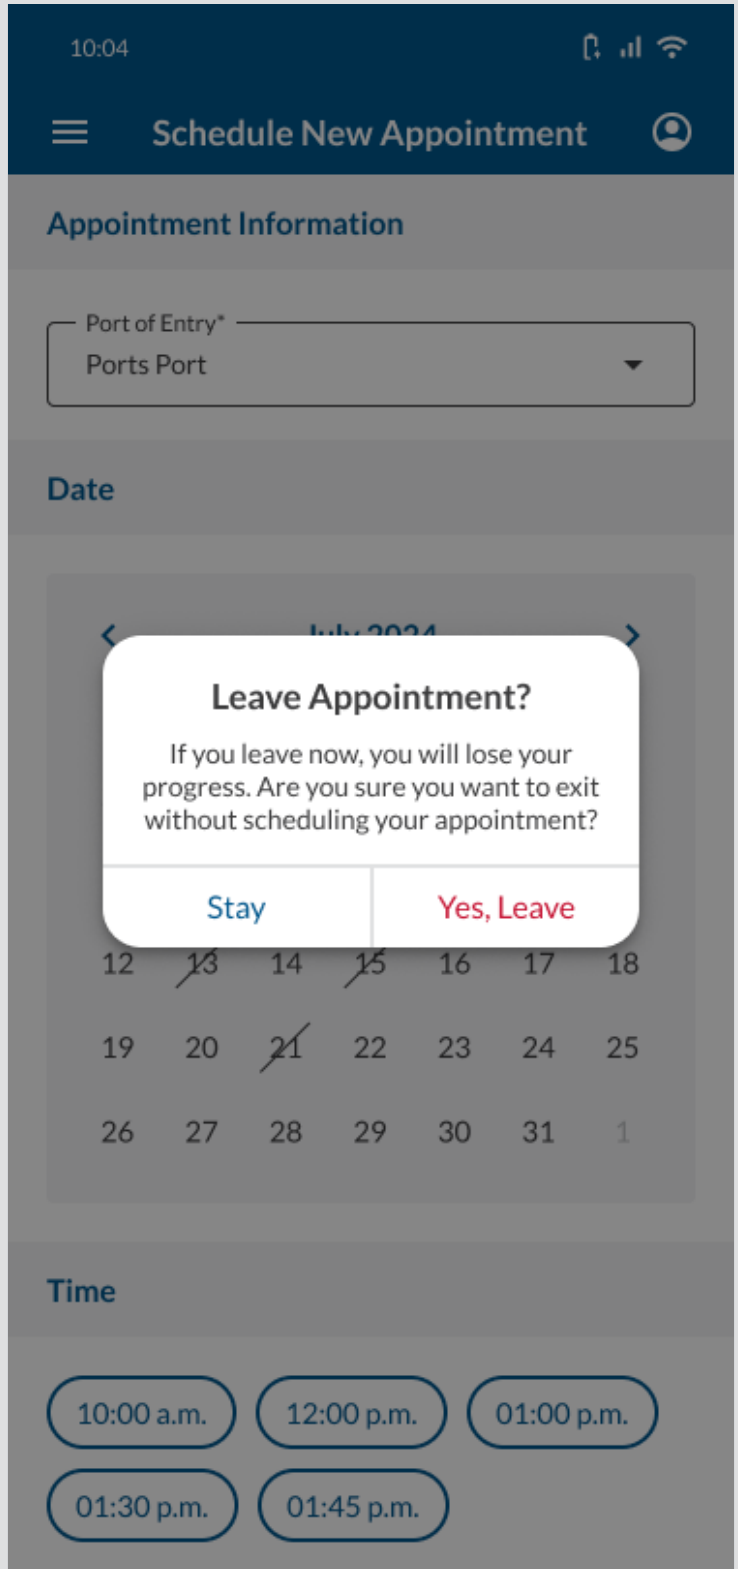 10:04
Schedule New Appointment
Appointment Information
Port of Entry*
Ports Port
Date
July 2024
Leave Appointment?
If you leave now, you will lose your
progress. Are you sure you want to exit
without scheduling your appointment?
Stay Yes, Leave
12 13 14 15 16 17 18
19 20 21 22 23 24 25
26 27 28 29 30 31 1
Time
10:00 a.m. 12:00 p.m. 01:00 p.m.
01:30 p.m. 01:45 p.m.